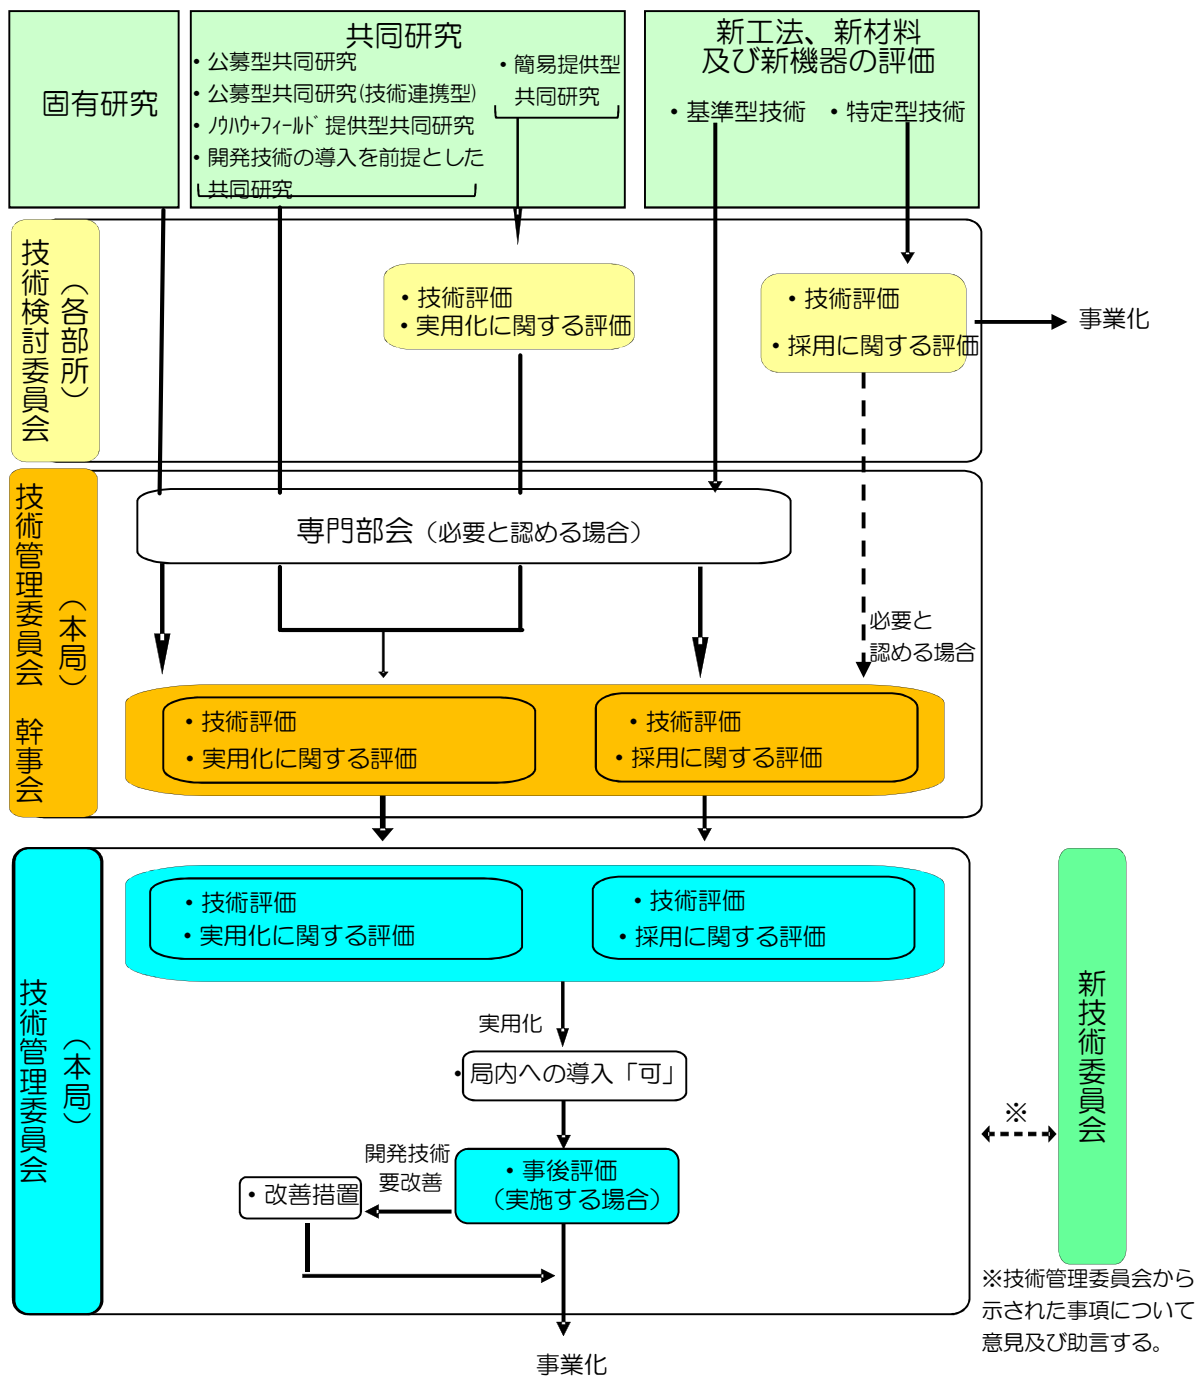 固有研究
共同研究
・公募型共同研究
・公募型共同研究(技術連携型)
・ﾉｳﾊｳ+ﾌｨｰﾙﾄﾞ提供型共同研究
・開発技術の導入を前提とした
共同研究
・簡易提供型
共同研究
新工法、新材料
及び新機器の評価
・基準型技術
・特定型技術
技術検討委員会
（各部所）
・技術評価
・実用化に関する評価
・技術評価
・採用に関する評価
事業化
技術管理委員会　幹事会
（本局）
専門部会（必要と認める場合）
必要と
認める場合
・技術評価
・実用化に関する評価
・技術評価
・採用に関する評価
技術管理委員会
（本局）
・技術評価
・実用化に関する評価
・技術評価
・採用に関する評価
実用化
・局内への導入「可」
開発技術
要改善
・事後評価
（実施する場合）
・改善措置
事業化
※
新技術委員会
※技術管理委員会から
示された事項について
意見及び助言する。